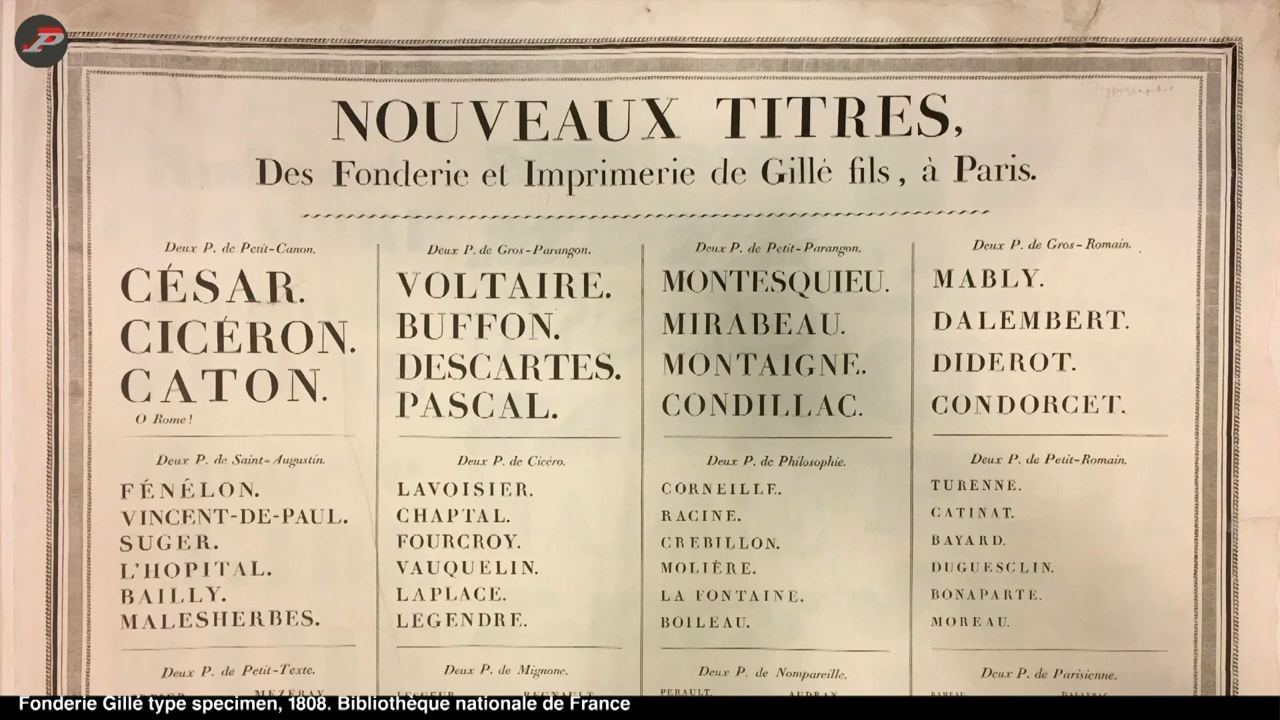 NOUVEAUX TITRES,
Des Fonderie et Imprimerie de Gillé fils, à Paris.
Deux P. de Petit-Canon.
CÉSAR.
CICÉRON.
CATON.
O Rome!
Deux P. de Gros-Parangon.
VOLTAIRE.
BUFFON.
DESCARTES.
PASCAL.
Deux P. de Petit-Parangon.
MONTESQUIEU.
MIRABEAU.
MONTAIGNE.
CONDILLAC.
Deux P. de Gros-Romain.
MABLY.
DALEMBERT.
DIDEROT.
CONDORCET.
Deux P. de Saint-Augustin.
FÉNÉLON.
VINCENT-DE-PAUL.
SUGER.
L'HOPITAL.
BAILLY.
MALESHERBES.
Deux P. de Cicéro.
LAVOISIER.
CHAPTAL.
FOURCROY.
VAUQUELIN.
LAPLACE.
LEGENDRE.
Deux P. de Philosophie.
CORNEILLE.
RACINE.
CREBILLON.
MOLIÈRE.
LA FONTAINE.
BOILEAU.
Deux P. de Petit-Romain.
TURENNE.
CATINAT.
BAYARD.
DUGUESCLIN.
BONAPARTE.
MOREAU.
Deux P. de Petit-Texte.
MEZERAY.
Deux P. de Mignone.
Deux P. de Nompareille.
PERAULT. AUDRAN.
Deux P. de Parisienne.
Fonderie Gillé type specimen, 1808. Bibliothèque nationale de France